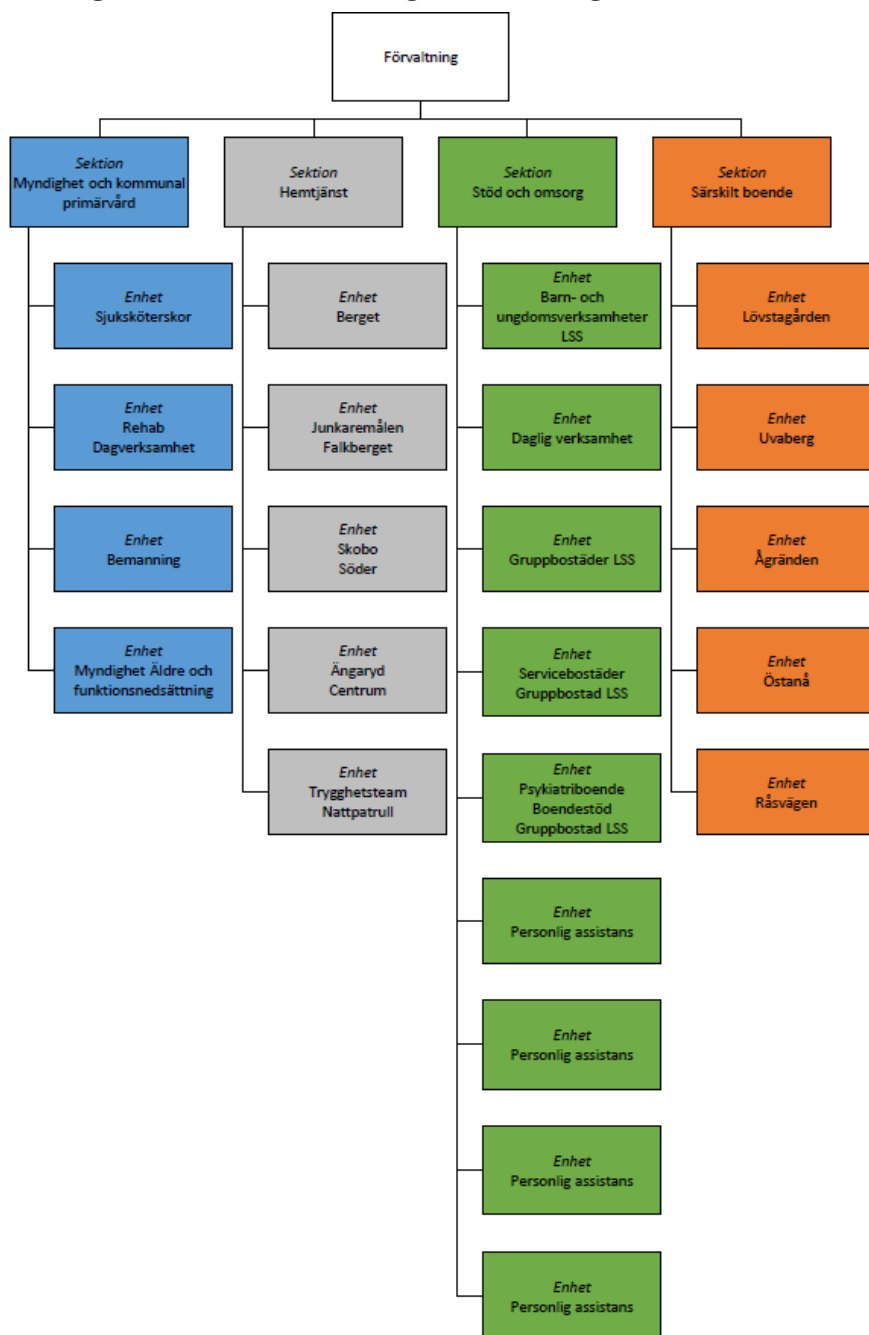 Förvaltning
Sektion
Myndighet och kommunal
primärvård
Sektion
Hemtjänst
Sektion
Stöd och omsorg
Sektion
Särskilt boende
Enhet
Sjuksköterskor
Enhet
Rehab
Dagverksamhet
Enhet
Bemanning
Enhet
Myndighet Äldre och
funktionsnedsättning
Enhet
Berget
Enhet
Junkaremålen
Falkberget
Enhet
Skobo
Söder
Enhet
Ängaryd
Centrum
Enhet
Trygghetsteam
Nattpatrull
Enhet
Barn- och
ungdomsverksamheter
LSS
Enhet
Daglig verksamhet
Enhet
Gruppbostäder LSS
Enhet
Servicebostäder
Gruppbostad LSS
Enhet
Psykiatriboende
Boendestöd
Gruppbostad LSS
Enhet
Personlig assistans
Enhet
Personlig assistans
Enhet
Personlig assistans
Enhet
Personlig assistans
Enhet
Lövstagården
Enhet
Uvaberg
Enhet
Ågränden
Enhet
Östanå
Enhet
Råsvägen